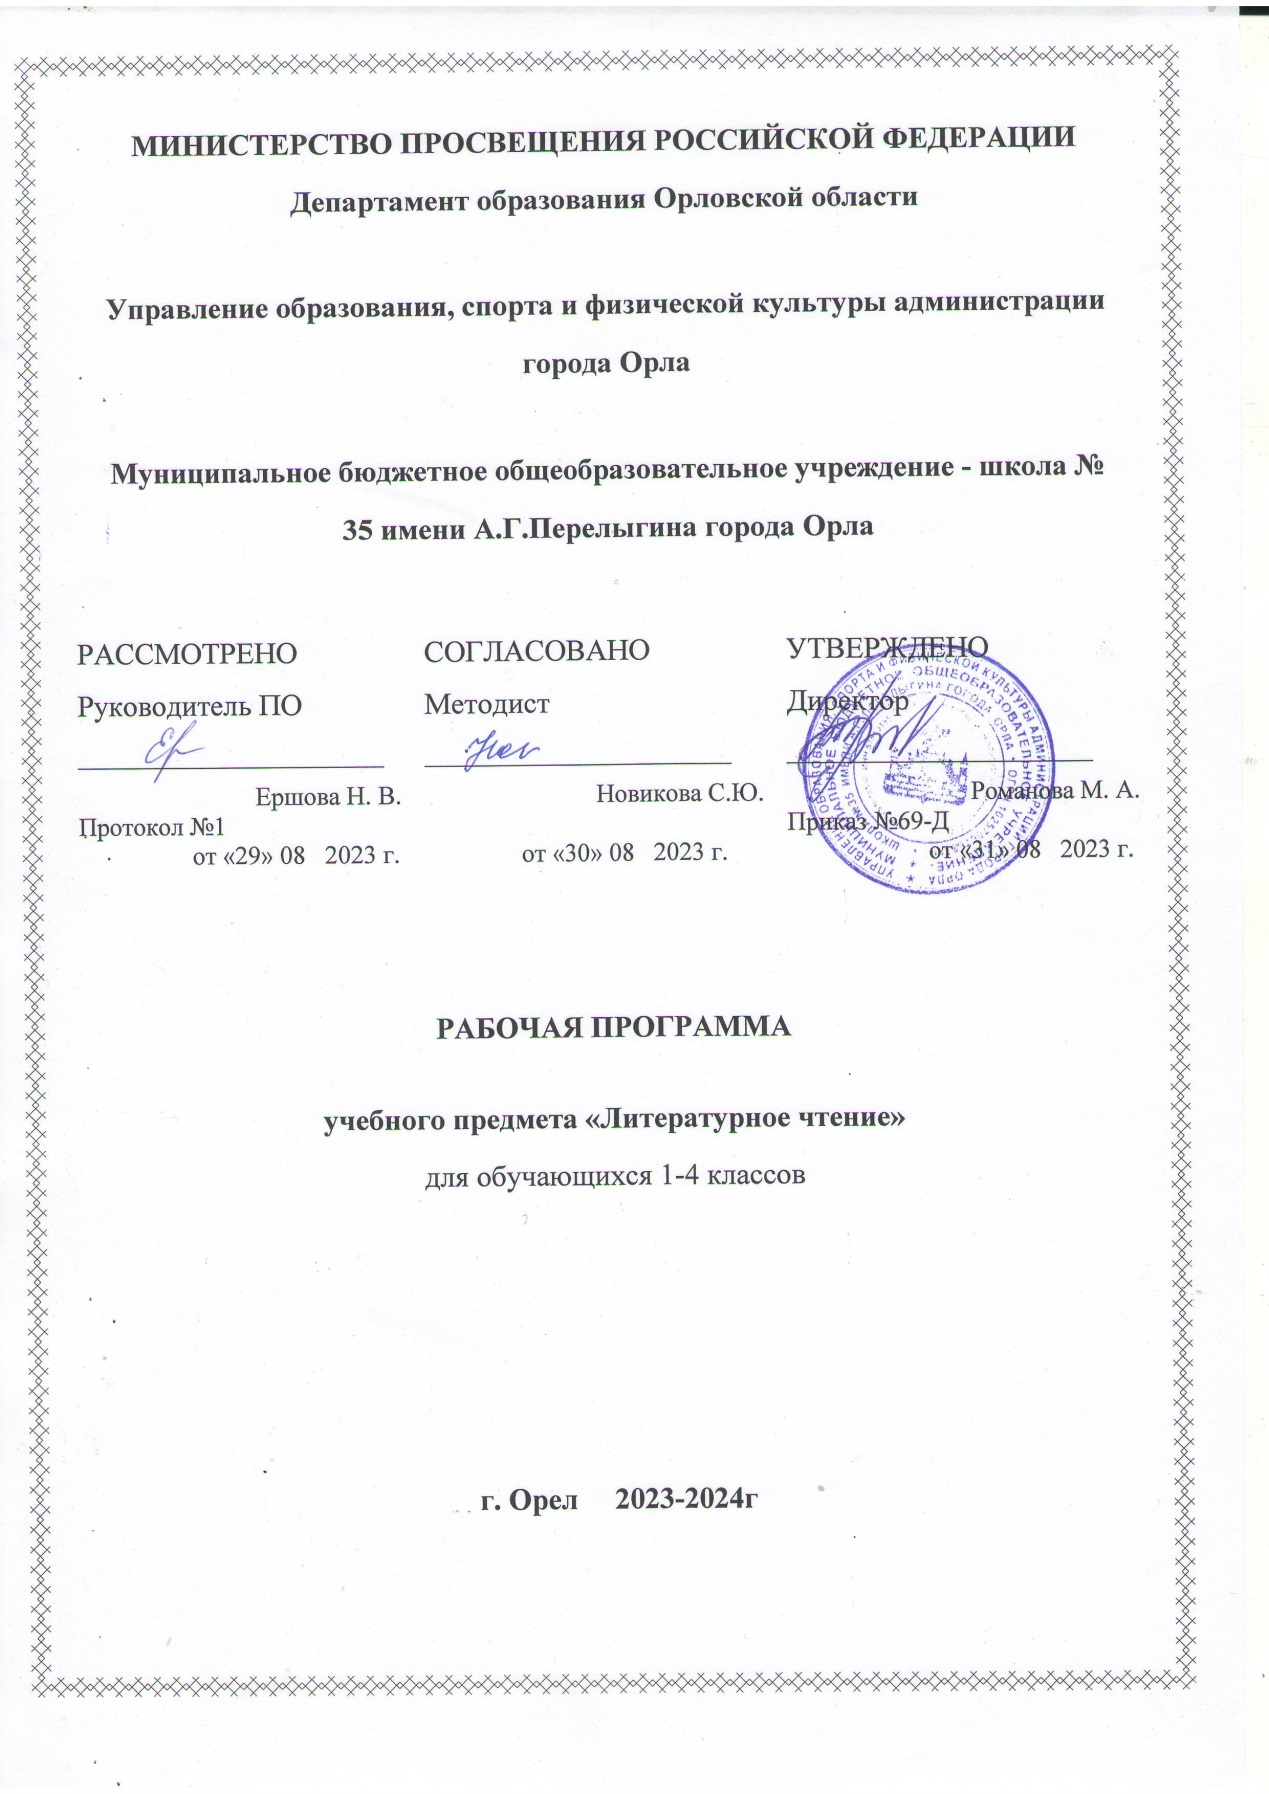 МИНИСТЕРСТВО ПРОСВЕЩЕНИЯ РОССИЙСКОЙ ФЕДЕРАЦИИ
Департамент образования Орловской области
Управление образования, спорта и физической культуры администрации
города Орла
Муниципальное бюджетное общеобразовательное учреждение - школа №
35 имени А.Г.Перелыгина города Орла
РАССМОТРЕНО
Руководитель ПО
Ершова Н. В.
Протокол №1
от «29» 08 2023 г.
СОГЛАСОВАНО
Методист
Новикова С.Ю.
от «30» 08 2023 г.
УТВЕРЖДЕНО
Директор
Романова М. А.
Приказ №69-Д
от «31» 08 2023 г.
РАБОЧАЯ ПРОГРАММА
учебного предмета «Литературное чтение»
для обучающихся 1-4 классов
г. Орел 2023-2024г